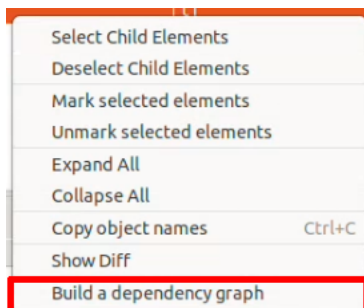 Select Child Elements
Deselect Child Elements
Mark selected elements
Unmark selected elements
Expand All
Collapse All
Copy object names Ctrl+C
Show Diff
Build a dependency graph